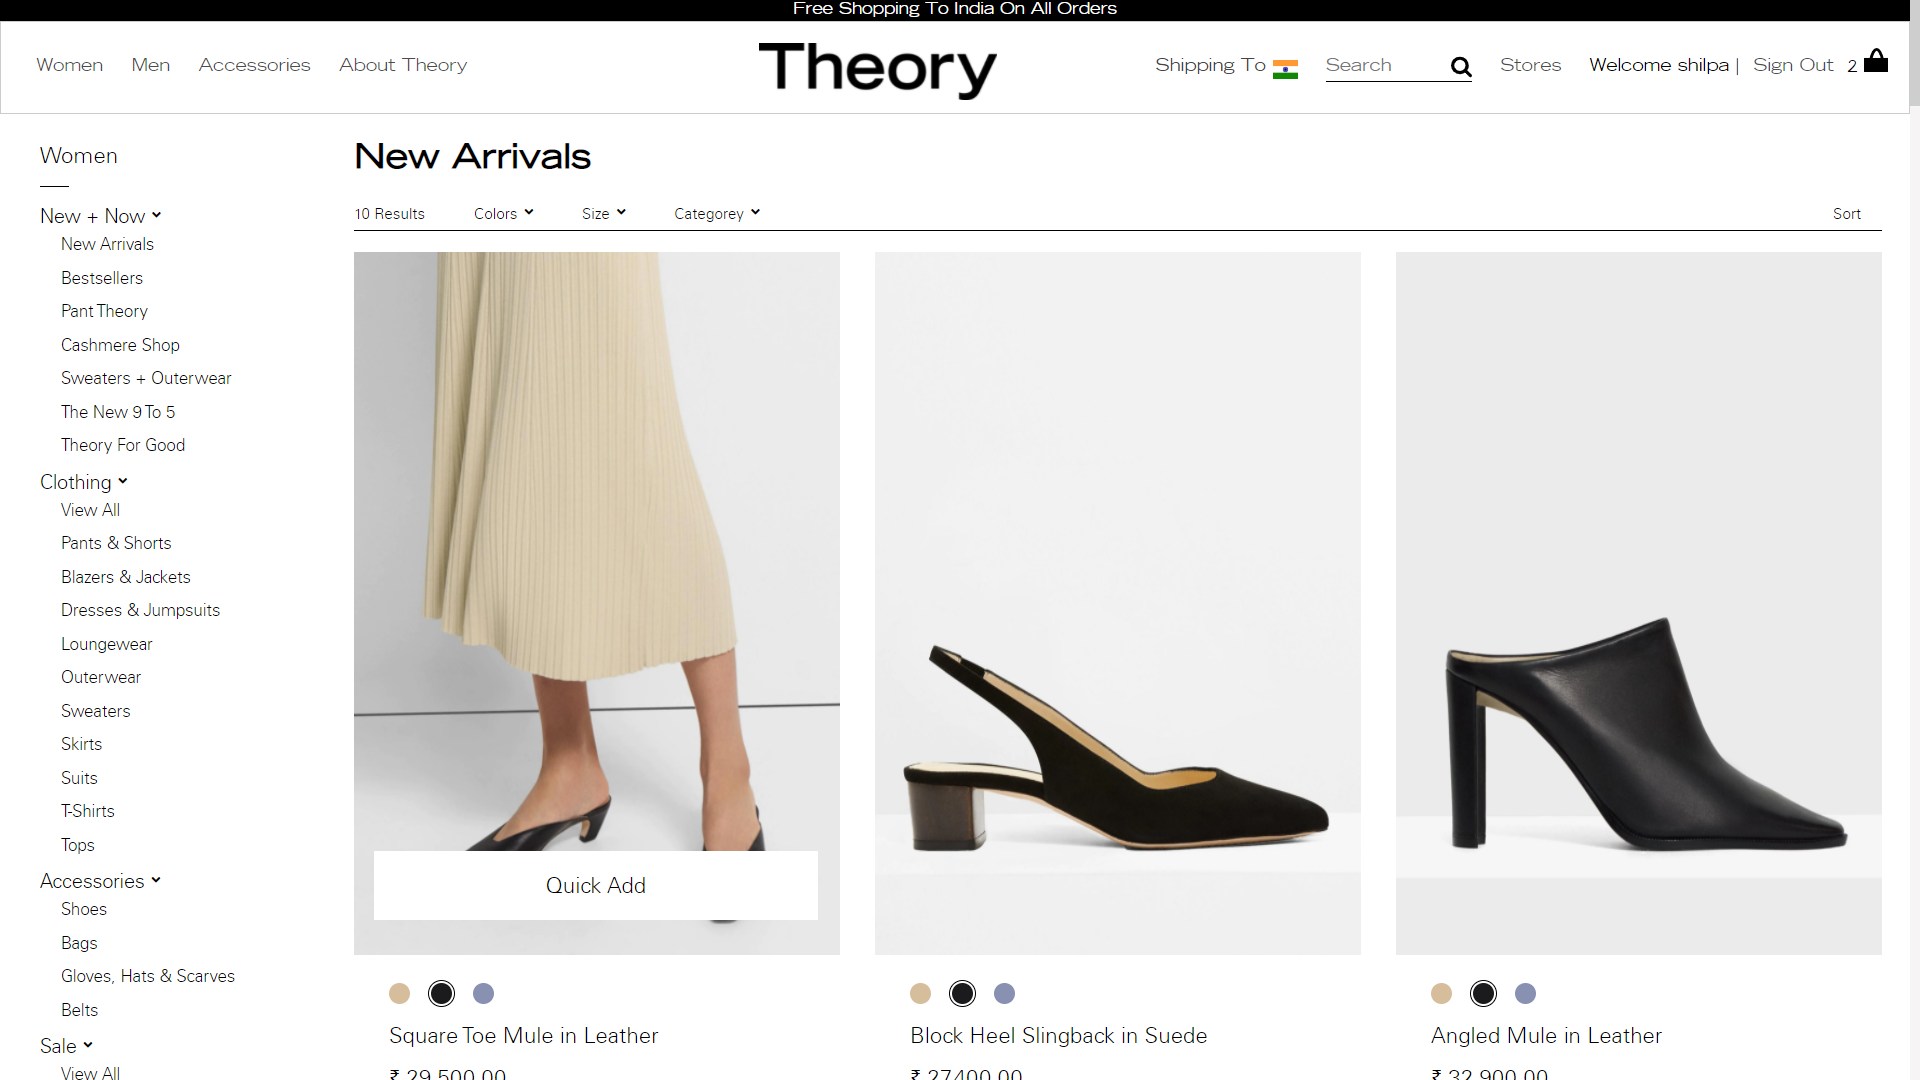 Free Shopping To India On All Orders
Women Men Accessories About Theory
Theory
Shipping To Search Stores Welcome shilpa | Sign Out 2
Women
New + Now
New Arrivals
Bestsellers
Pant Theory
Cashmere Shop
Sweaters + Outerwear
The New 9 To 5
Theory For Good
Clothing
View All
Pants & Shorts
Blazers & Jackets
Dresses & Jumpsuits
Loungewear
Outerwear
Sweaters
Skirts
Suits
T-Shirts
Tops
Accessories
Shoes
Bags
Gloves, Hats & Scarves
Belts
Sale
View All
New Arrivals
10 Results Colors Size Categorey Sort
Quick Add
Square Toe Mule in Leather
₹ 29,500.00
Block Heel Slingback in Suede
₹ 27400.00
Angled Mule in Leather
₹ 32,900.00